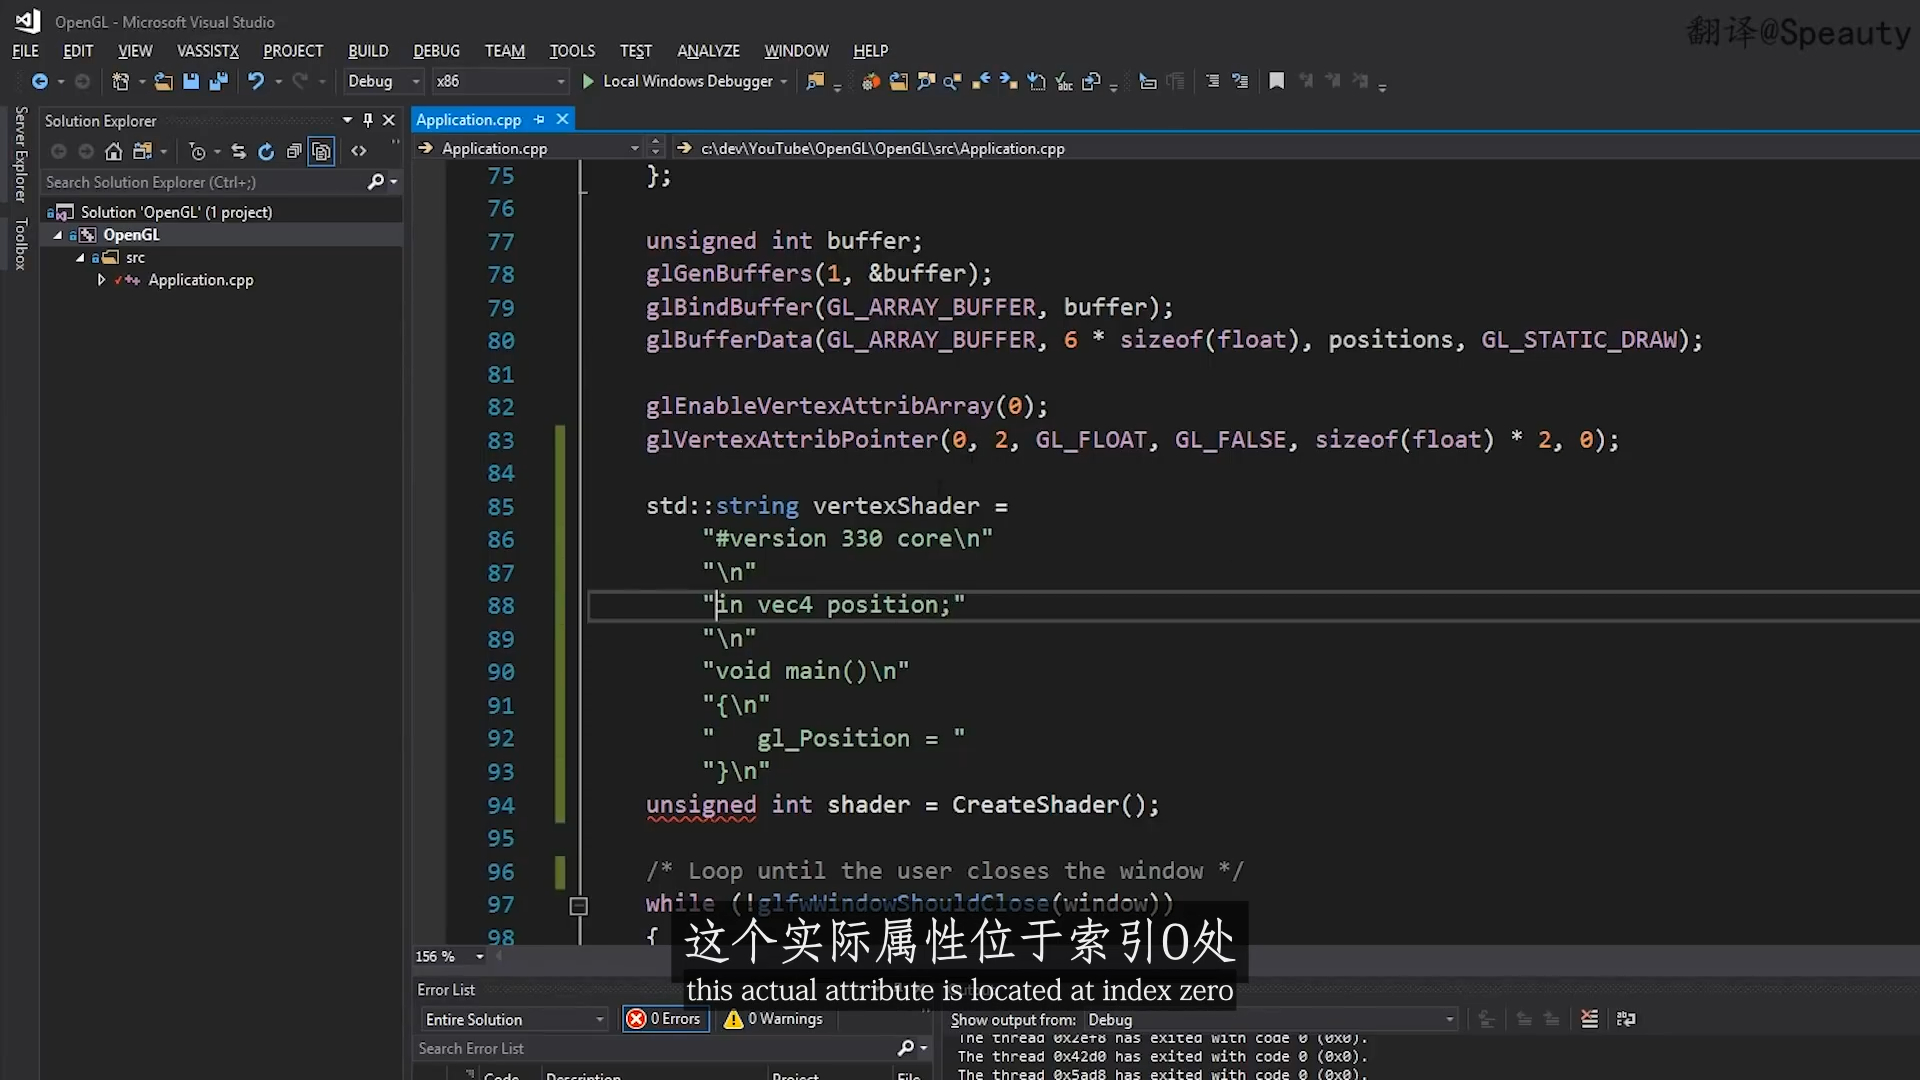 OpenGL - Microsoft Visual Studio
翻译@Speauty
FILE EDIT VIEW VASSISTX PROJECT BUILD DEBUG TEAM TOOLS TEST ANALYZE WINDOW HELP
Debug x86 Local Windows Debugger
Server Explorer
Toolbox
Solution Explorer
Search Solution Explorer (Ctrl+;)
Solution 'OpenGL' (1 project)
OpenGL
src
Application.cpp
Application.cpp
Application.cpp c:\dev\YouTube\OpenGL\OpenGL\src\Application.cpp
75 };
76
77 unsigned int buffer;
78 glGenBuffers(1, &buffer);
79 glBindBuffer(GL_ARRAY_BUFFER, buffer);
80 glBufferData(GL_ARRAY_BUFFER, 6 * sizeof(float), positions, GL_STATIC_DRAW);
81
82 glEnableVertexAttribArray(0);
83 glVertexAttribPointer(0, 2, GL_FLOAT, GL_FALSE, sizeof(float) * 2, 0);
84
85 std::string vertexShader =
86 "#version 330 core\n"
87 "\n"
88 "in vec4 position;"
89 "\n"
90 "void main()\n"
91 "{\n"
92 "   gl_Position = "
93 "}\n"
94 unsigned int shader = CreateShader();
95
96 /* Loop until the user closes the window */
97 while (!glfwWindowShouldClose(window))
98 {
这个实际属性位于索引0处
this actual attribute is located at index zero
156 %
Error List
Entire Solution 0 Errors 0 Warnings
Search Error List
Code Description Project File
Show output from: Debug
The thread 0x2ef8 has exited with code 0 (0x0).
The thread 0x42d0 has exited with code 0 (0x0).
The thread 0x5ad8 has exited with code 0 (0x0).